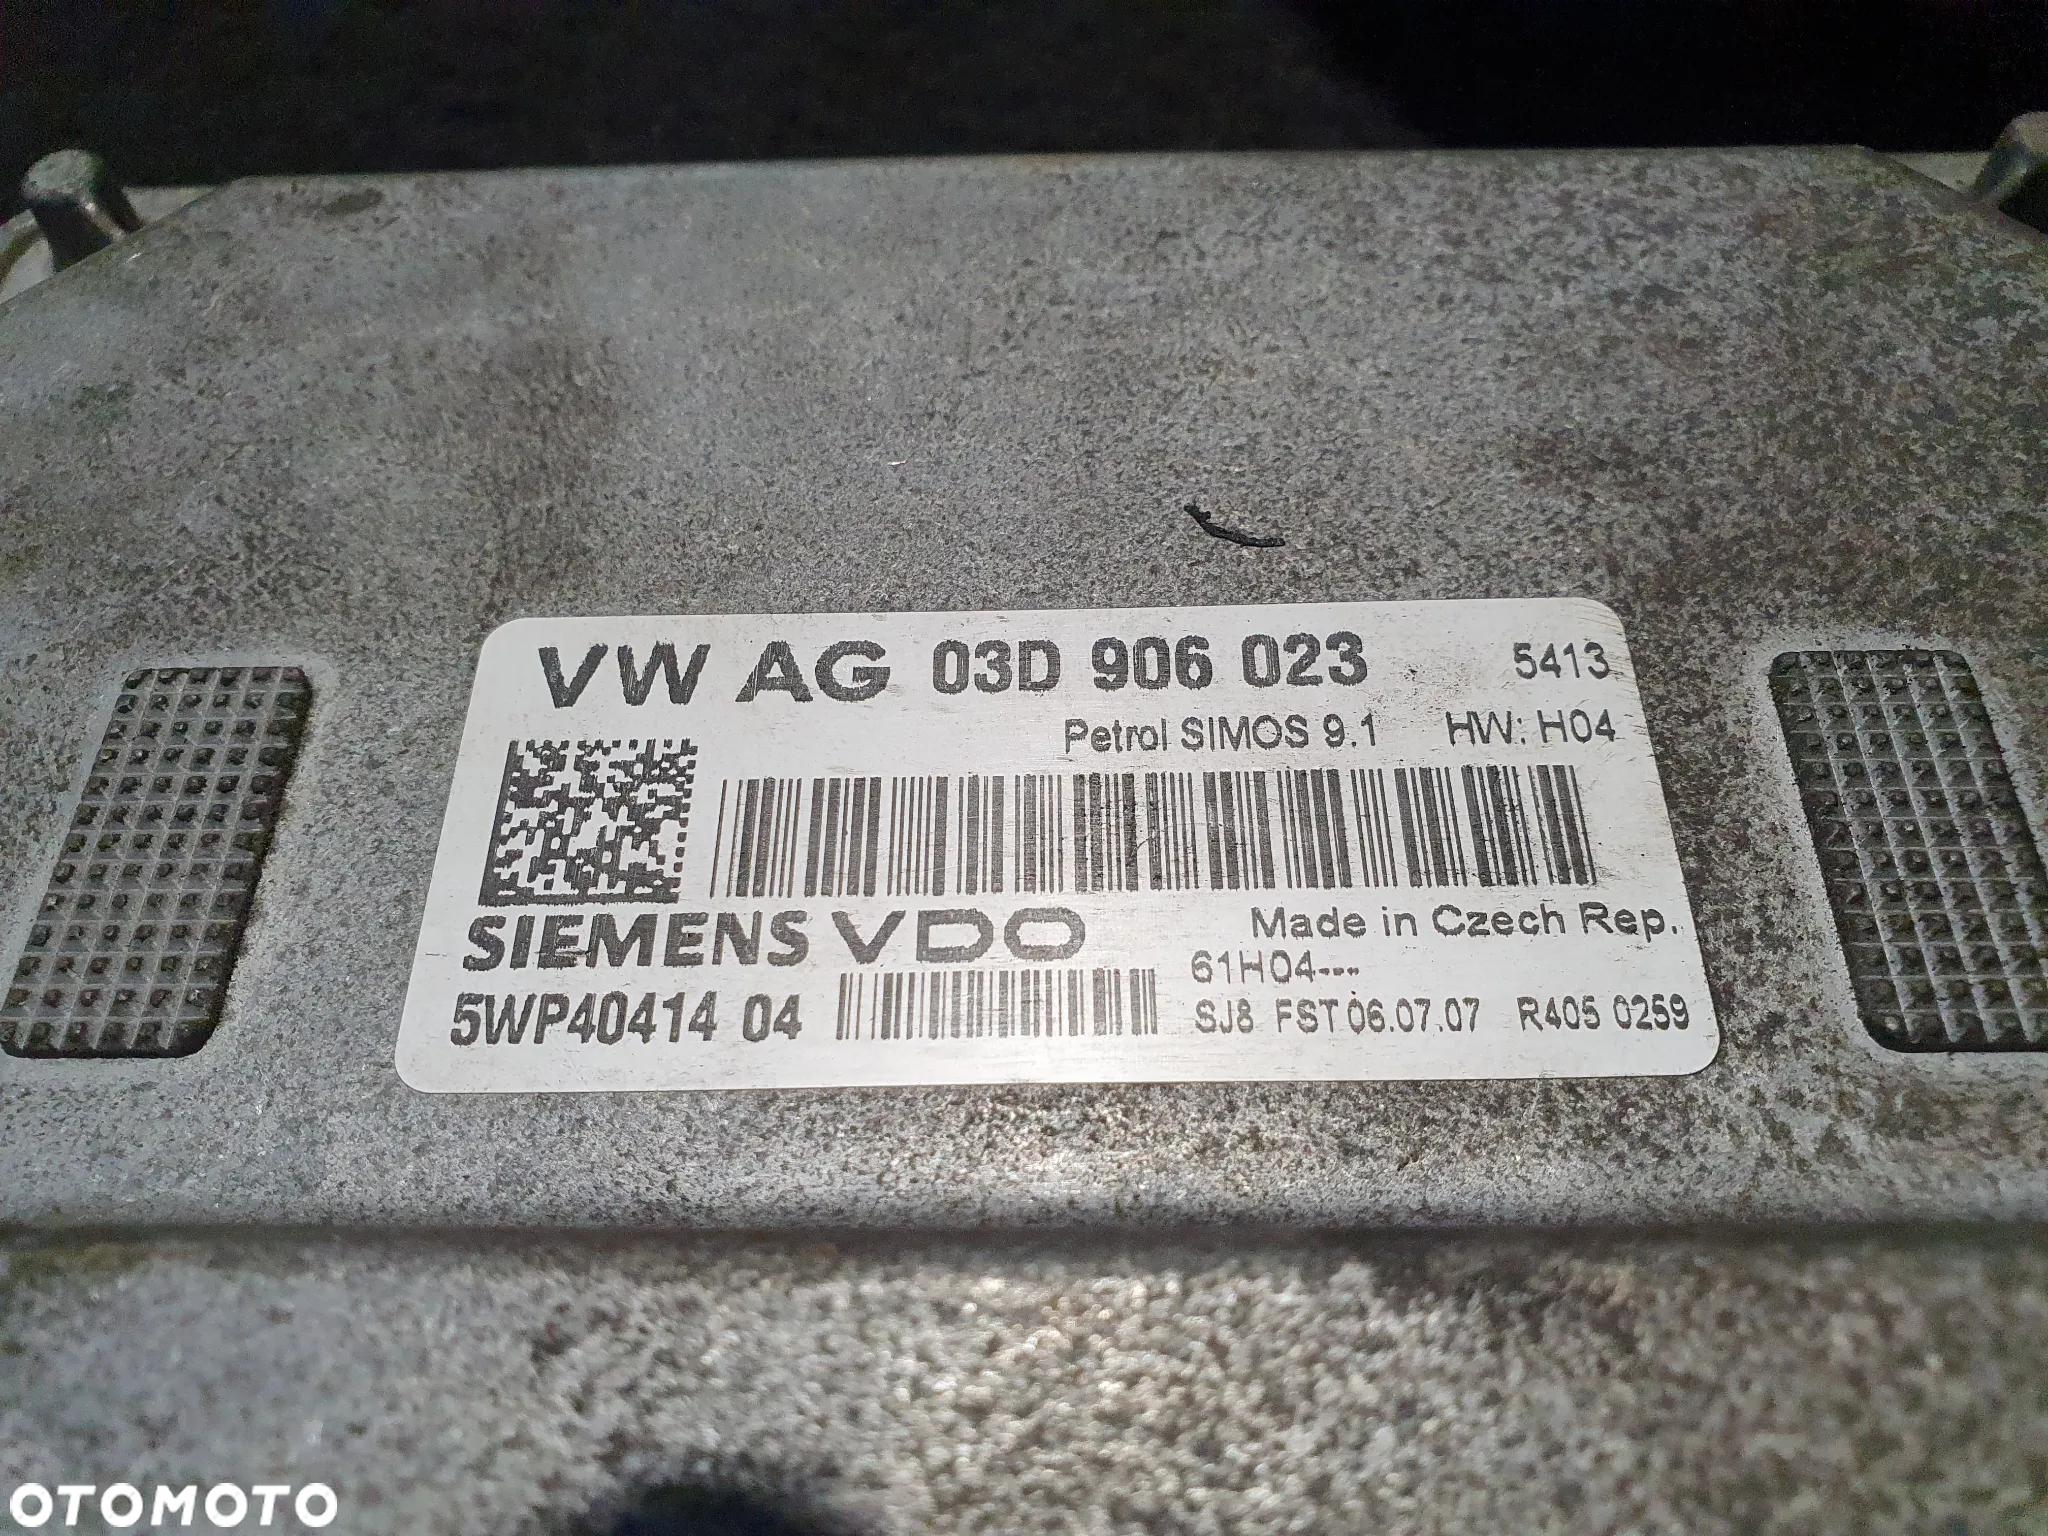 VW AG 03D 906 023 5413
Petrol SIMOS 9.1 HW: H04
SIEMENS VDO Made in Czech Rep.
61H04---
5WP40414 04 SJ8 FST 06.07.07 R405 0259
OTOMOTO